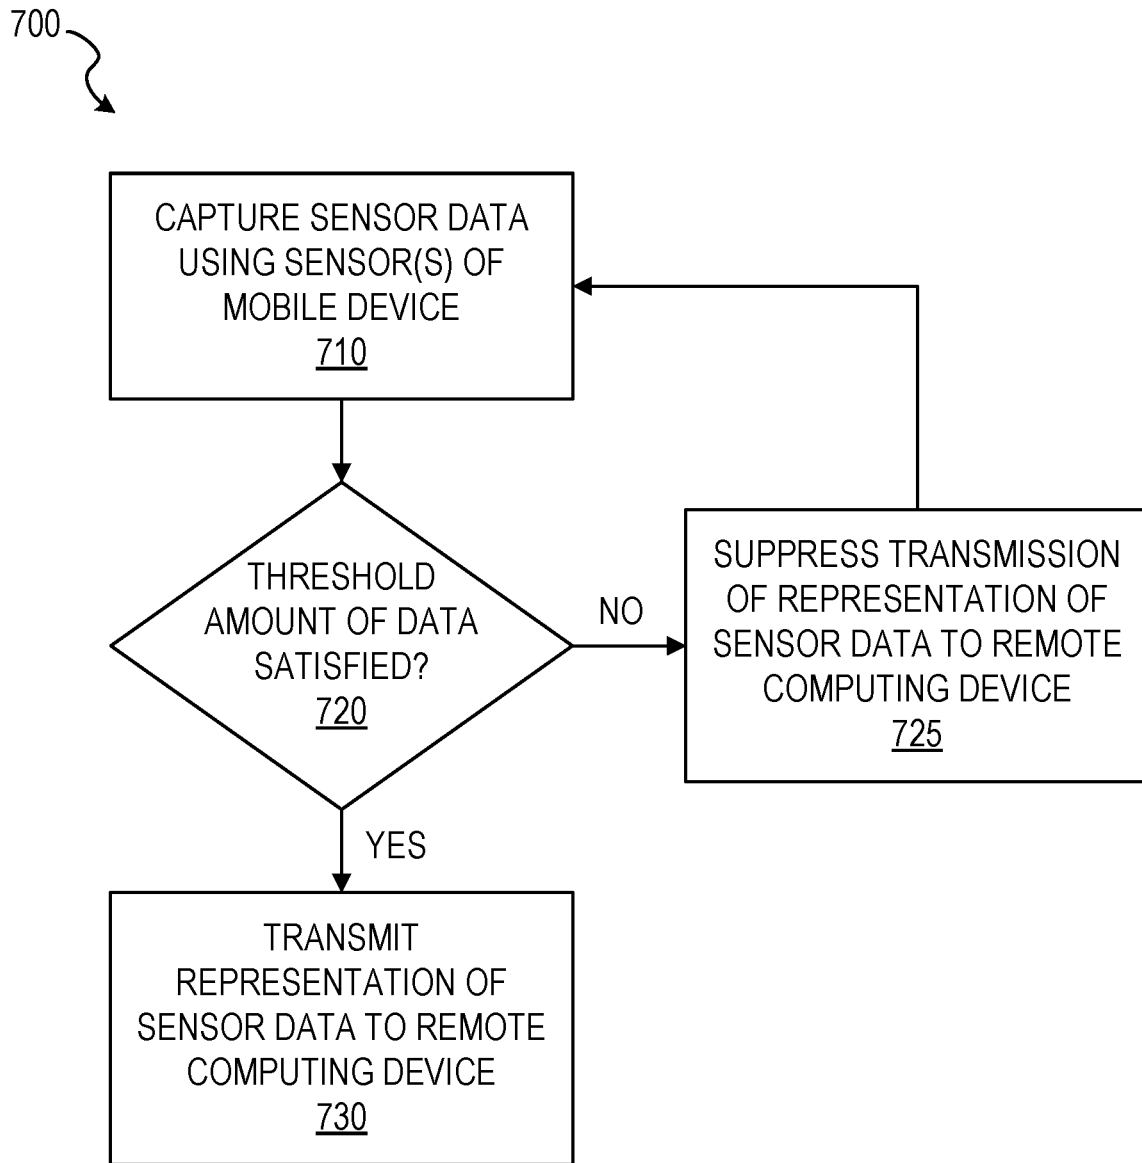 700
CAPTURE SENSOR DATA
USING SENSOR(S) OF
MOBILE DEVICE
710
THRESHOLD
AMOUNT OF DATA
SATISFIED?
720
NO
SUPPRESS TRANSMISSION
OF REPRESENTATION OF
SENSOR DATA TO REMOTE
COMPUTING DEVICE
725
YES
TRANSMIT
REPRESENTATION OF
SENSOR DATA TO REMOTE
COMPUTING DEVICE
730